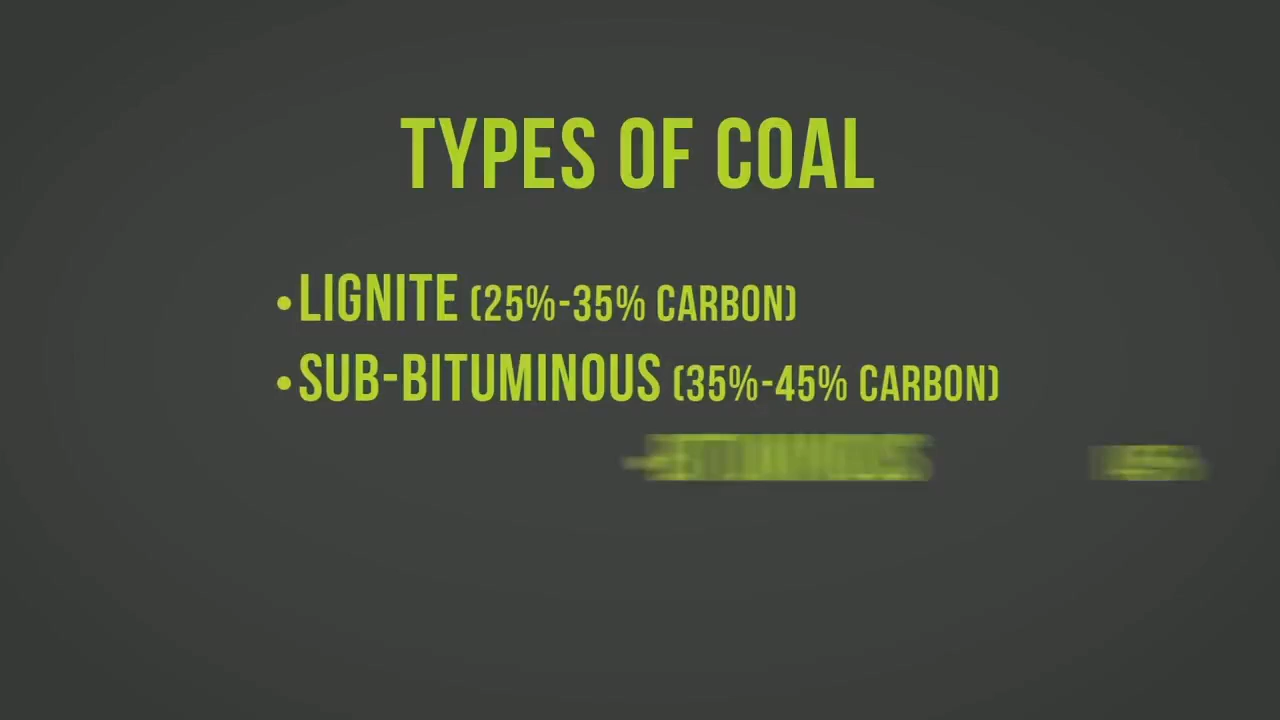 TYPES OF COAL
•LIGNITE (25%-35% CARBON)
•SUB-BITUMINOUS (35%-45% CARBON)